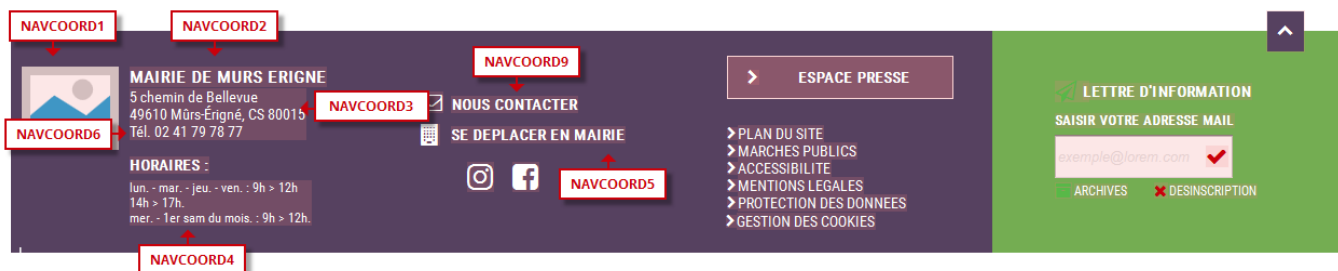 NAVCOORD1
NAVCOORD2
MAIRIE DE MURS ERIGNE
5 chemin de Bellevue
49610 Mûrs-Érigné, CS 80015
NAVCOORD3
NAVCOORD6
Tél. 02 41 79 78 77
HORAIRES :
lun. - mar. - jeu. - ven. : 9h > 12h
14h > 17h.
mer. - 1er sam du mois. : 9h > 12h.
NAVCOORD4
NAVCOORD9
NOUS CONTACTER
SE DEPLACER EN MAIRIE
NAVCOORD5
ESPACE PRESSE
PLAN DU SITE
MARCHES PUBLICS
ACCESSIBILITE
MENTIONS LEGALES
PROTECTION DES DONNEES
GESTION DES COOKIES
LETTRE D'INFORMATION
SAISIR VOTRE ADRESSE MAIL
exemple@lorem.com
ARCHIVES
DESINSCRIPTION